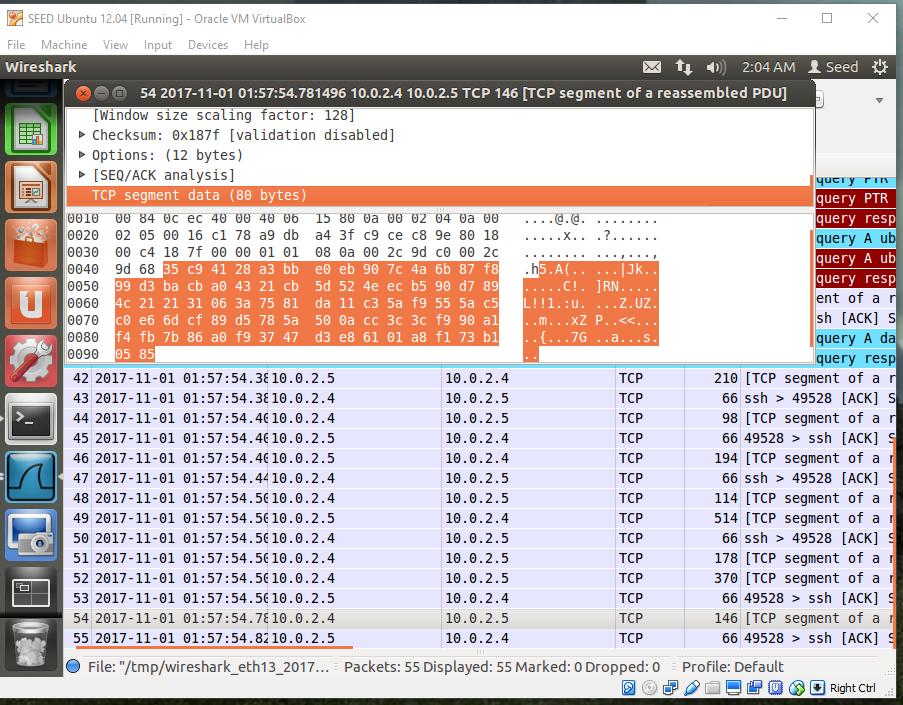 SEED Ubuntu 12.04 [Running] - Oracle VM VirtualBox
File Machine View Input Devices Help
Wireshark 2:04 AM Seed
54 2017-11-01 01:57:54.781496 10.0.2.4 10.0.2.5 TCP 146 [TCP segment of a reassembled PDU]
[Window size scaling factor: 128]
Checksum: 0x187f [validation disabled]
Options: (12 bytes)
[SEQ/ACK analysis]
TCP segment data (80 bytes)
0010 00 84 0c ec 40 00 40 06 15 80 0a 00 02 04 0a 00 ....@.@. ........
0020 02 05 00 16 c1 78 a9 db a4 3f c9 ce c8 9e 80 18 .....x.. .?......
0030 00 c4 18 7f 00 00 01 01 08 0a 00 2c 9d c0 00 2c ........ ...,...,
0040 9d 68 35 c9 41 28 a3 bb e0 eb 90 7c 4a 6b 87 f8 .h5.A(.. ...|Jk..
0050 99 d3 ba cb a0 43 21 cb 5d 52 4e ec b5 90 d7 89 .....C!. ]RN.....
0060 4c 21 21 31 06 3a 75 81 da 11 c3 5a f9 55 5a c5 L!!1.:u. ...Z.UZ.
0070 c0 e6 6d cf 89 d5 78 5a 50 0a cc 3c 3c f9 90 a1 ..m...xZ P..<<...
0080 f4 fb 7b 86 a0 f9 37 47 d3 e8 61 01 a8 f1 73 b1 ..{...7G ..a...s.
0090 05 85 ..
query PTR
query PTR
query resp
query A ub
query A ub
query resp
ent of a r
sh [ACK] S
query A da
query resp
42 2017-11-01 01:57:54.38 10.0.2.5 10.0.2.4 TCP 210 [TCP segment of a r
43 2017-11-01 01:57:54.38 10.0.2.4 10.0.2.5 TCP 66 ssh > 49528 [ACK] S
44 2017-11-01 01:57:54.40 10.0.2.4 10.0.2.5 TCP 98 [TCP segment of a r
45 2017-11-01 01:57:54.40 10.0.2.5 10.0.2.4 TCP 66 49528 > ssh [ACK] S
46 2017-11-01 01:57:54.40 10.0.2.5 10.0.2.4 TCP 194 [TCP segment of a r
47 2017-11-01 01:57:54.44 10.0.2.4 10.0.2.5 TCP 66 ssh > 49528 [ACK] S
48 2017-11-01 01:57:54.50 10.0.2.4 10.0.2.5 TCP 114 [TCP segment of a r
49 2017-11-01 01:57:54.50 10.0.2.5 10.0.2.4 TCP 514 [TCP segment of a r
50 2017-11-01 01:57:54.50 10.0.2.4 10.0.2.5 TCP 66 ssh > 49528 [ACK] S
51 2017-11-01 01:57:54.50 10.0.2.4 10.0.2.5 TCP 178 [TCP segment of a r
52 2017-11-01 01:57:54.50 10.0.2.4 10.0.2.5 TCP 370 [TCP segment of a r
53 2017-11-01 01:57:54.50 10.0.2.5 10.0.2.4 TCP 66 49528 > ssh [ACK] S
54 2017-11-01 01:57:54.78 10.0.2.4 10.0.2.5 TCP 146 [TCP segment of a r
55 2017-11-01 01:57:54.82 10.0.2.5 10.0.2.4 TCP 66 49528 > ssh [ACK] S
File: "/tmp/wireshark_eth13_2017... Packets: 55 Displayed: 55 Marked: 0 Dropped: 0 Profile: Default
Right Ctrl